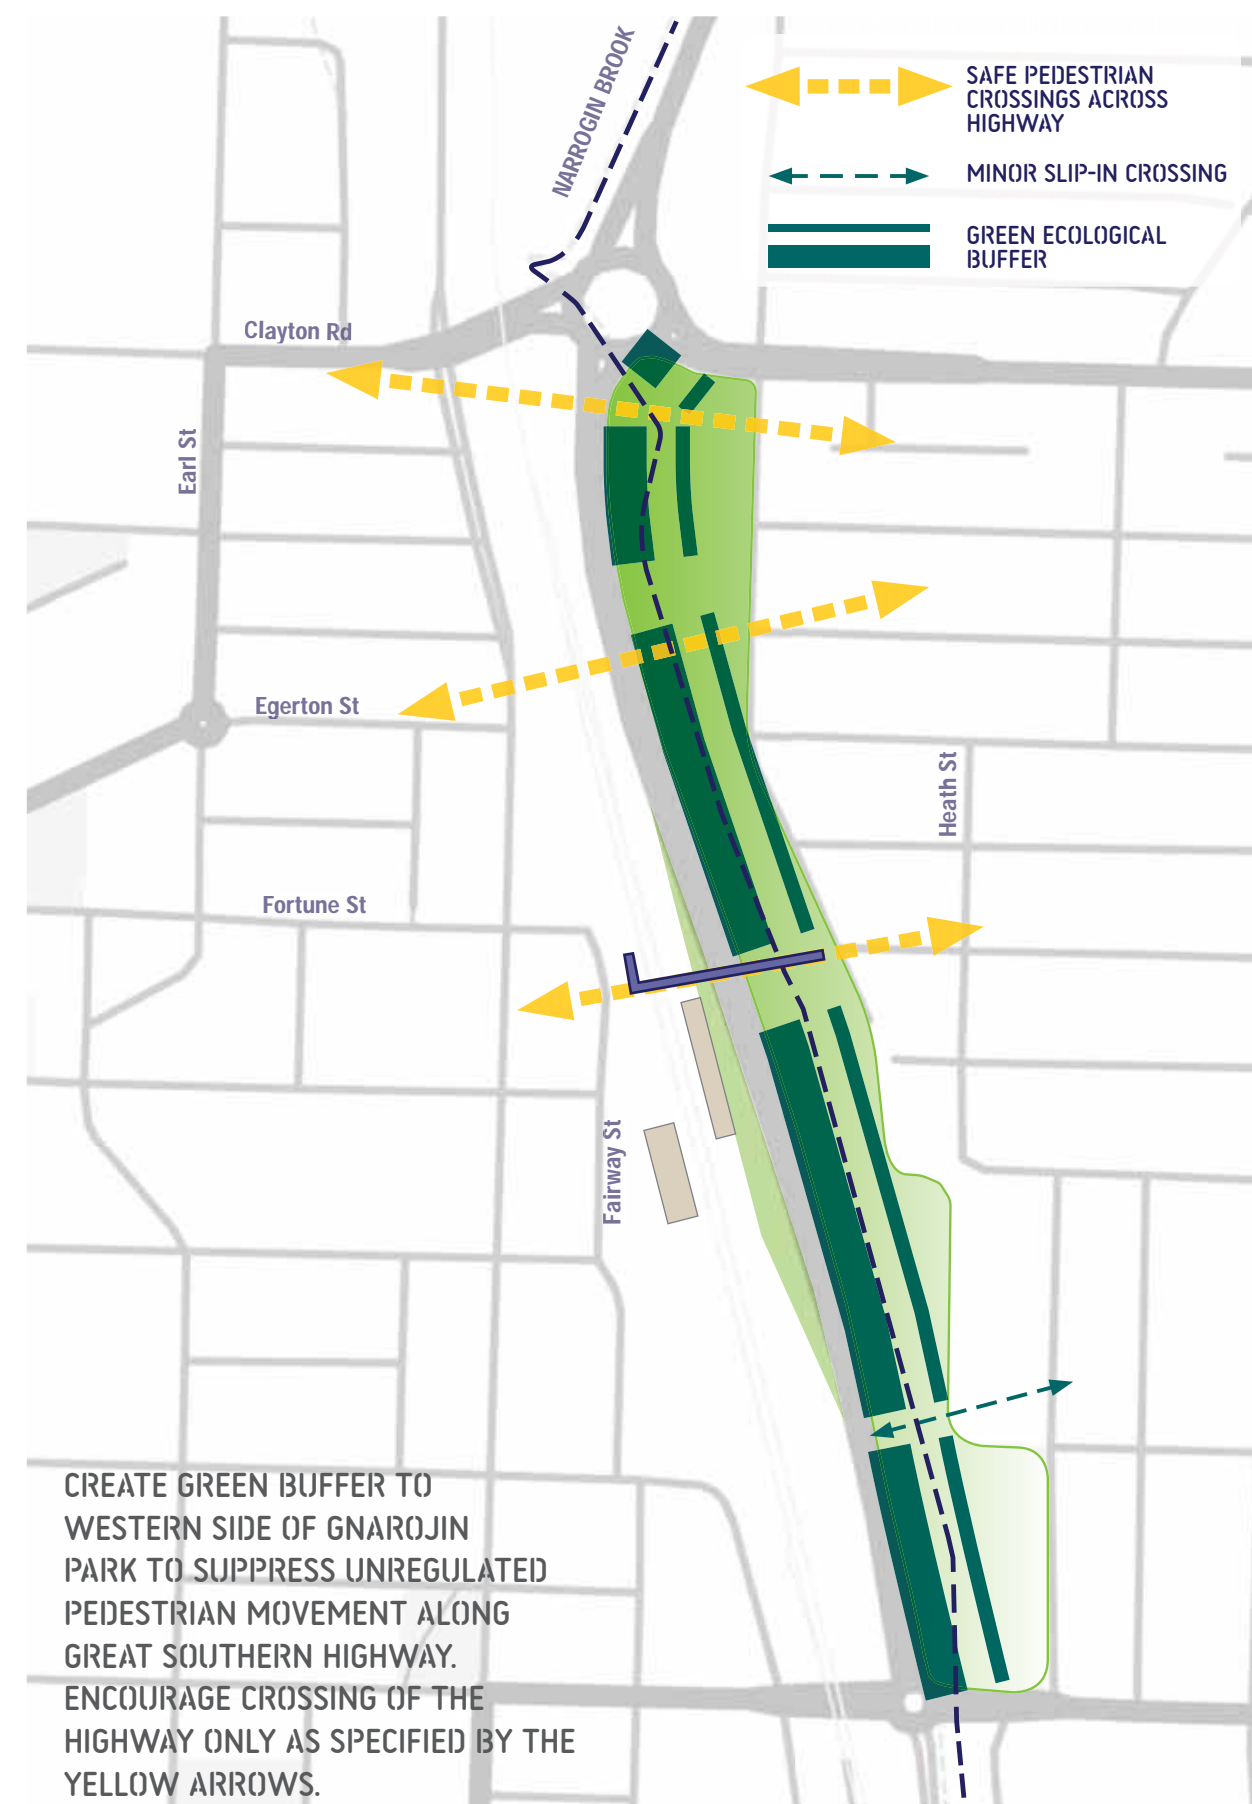 NARROGIN BROOK
SAFE PEDESTRIAN
CROSSINGS ACROSS
HIGHWAY
MINOR SLIP-IN CROSSING
GREEN ECOLOGICAL
BUFFER
Clayton Rd
Earl St
Egerton St
Heath St
Fortune St
Fairway St
CREATE GREEN BUFFER TO
WESTERN SIDE OF GNAROJIN
PARK TO SUPPRESS UNREGULATED
PEDESTRIAN MOVEMENT ALONG
GREAT SOUTHERN HIGHWAY.
ENCOURAGE CROSSING OF THE
HIGHWAY ONLY AS SPECIFIED BY THE
YELLOW ARROWS.